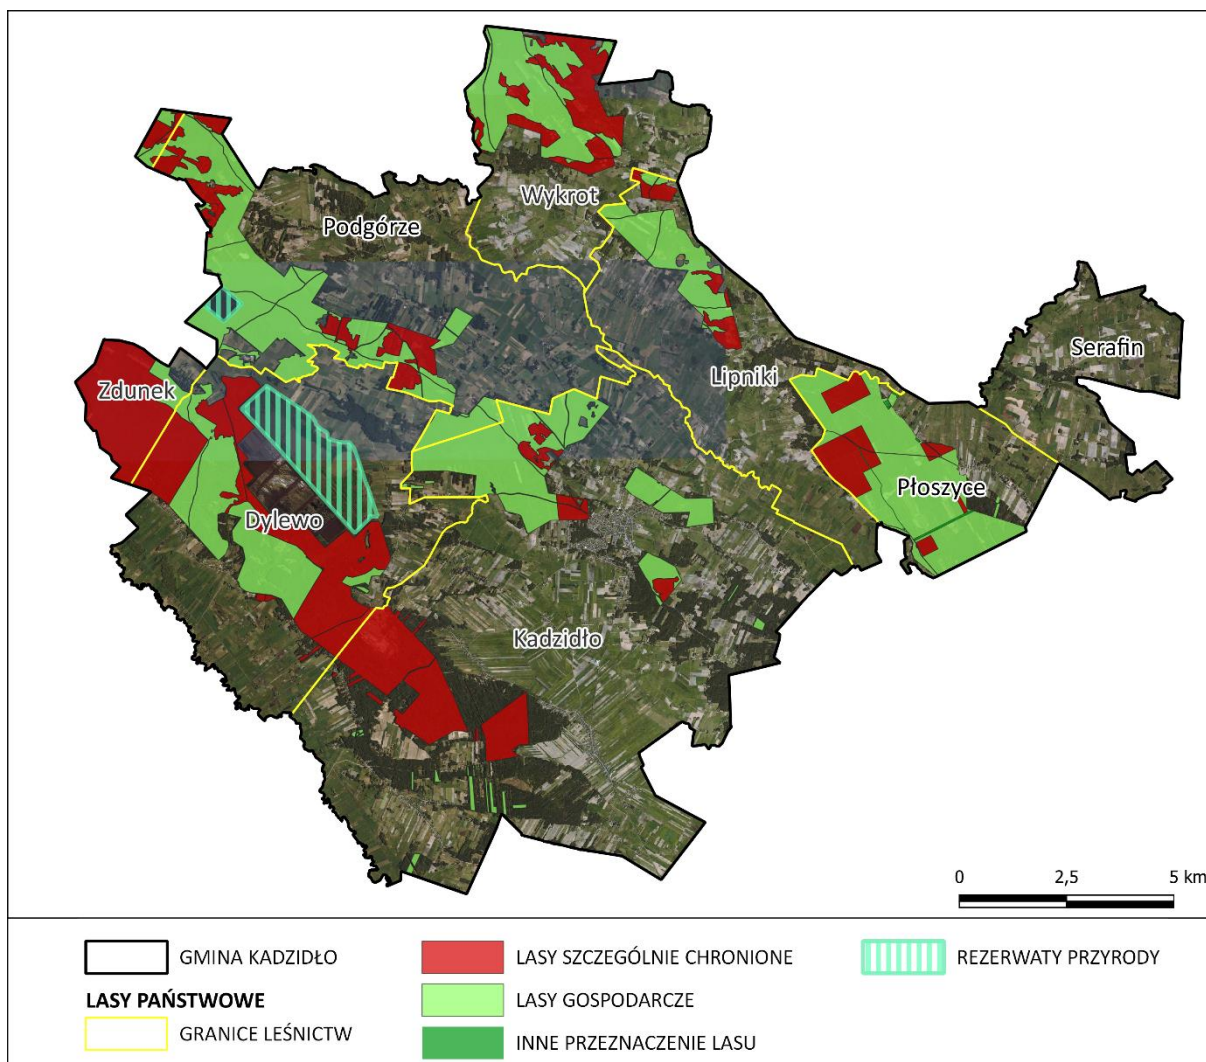 Wykrot
Podgórze
Serafin
Lipniki
Zdunek
Płoszyce
Dylewo
Kadzidło
0 2,5 5 km
GMINA KADZIDŁO
LASY SZCZEGÓLNIE CHRONIONE
REZERWATY PRZYRODY
LASY PAŃSTWOWE
LASY GOSPODARCZE
GRANICE LEŚNICTW
INNE PRZEZNACZENIE LASU